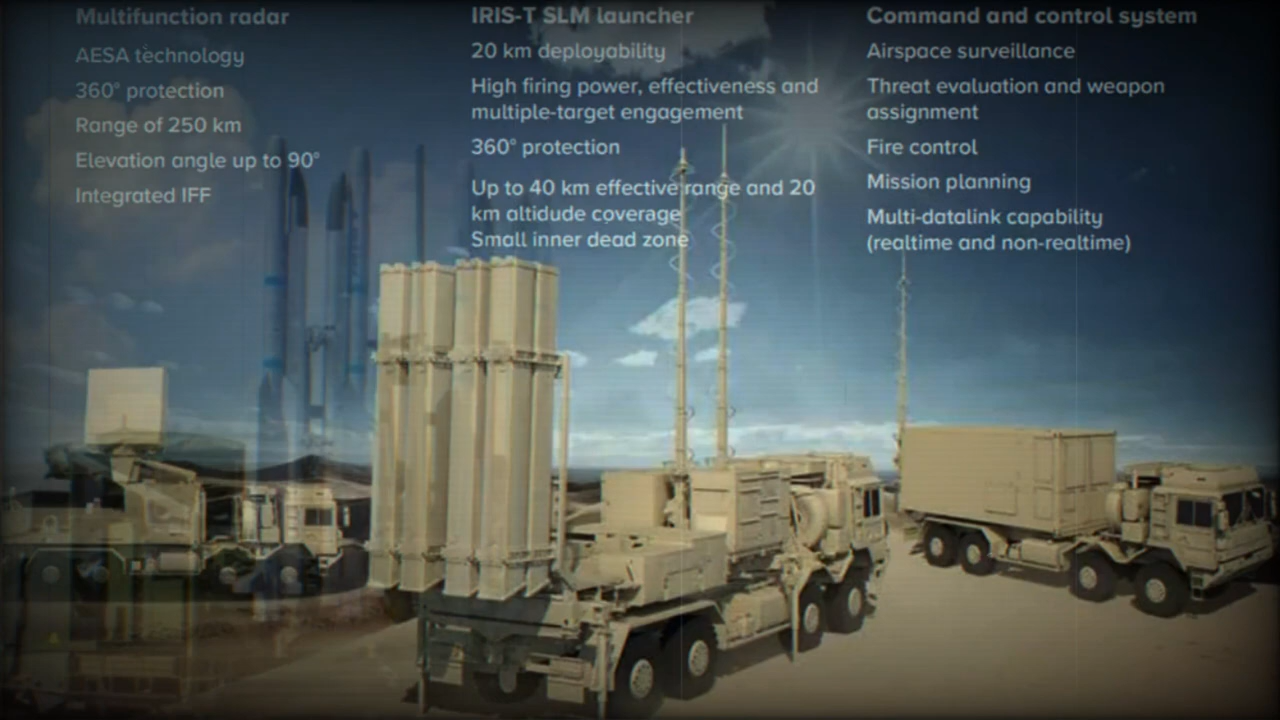 Multifunction radar
AESA technology
360° protection
Range of 250 km
Elevation angle up to 90°
Integrated IFF
IRIS-T SLM launcher
20 km deployability
High firing power, effectiveness and
multiple-target engagement
360° protection
Up to 40 km effective range and 20
km altidude coverage
Small inner dead zone
Command and control system
Airspace surveillance
Threat evaluation and weapon
assignment
Fire control
Mission planning
Multi-datalink capability
(realtime and non-realtime)